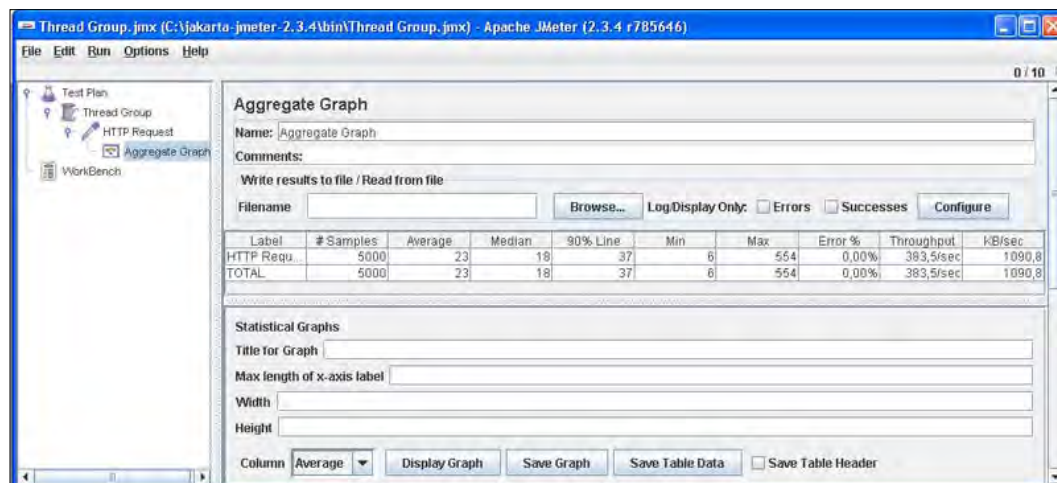 Thread Group.jmx (C:\jakarta-jmeter-2.3.4\bin\Thread Group.jmx) - Apache JMeter (2.3.4 r785646)
File Edit Run Options Help
0 / 10
Test Plan
Thread Group
HTTP Request
Aggregate Graph
WorkBench
Aggregate Graph
Name: Aggregate Graph
Comments:
Write results to file / Read from file
Filename Browse... Log/Display Only: Errors Successes Configure
Label # Samples Average Median 90% Line Min Max Error % Throughput KB/sec
HTTP Requ... 5000 23 18 37 6 554 0,00% 383,5/sec 1090,8
TOTAL 5000 23 18 37 6 554 0,00% 383,5/sec 1090,8
Statistical Graphs
Title for Graph
Max length of x-axis label
Width
Height
Column Average Display Graph Save Graph Save Table Data Save Table Header